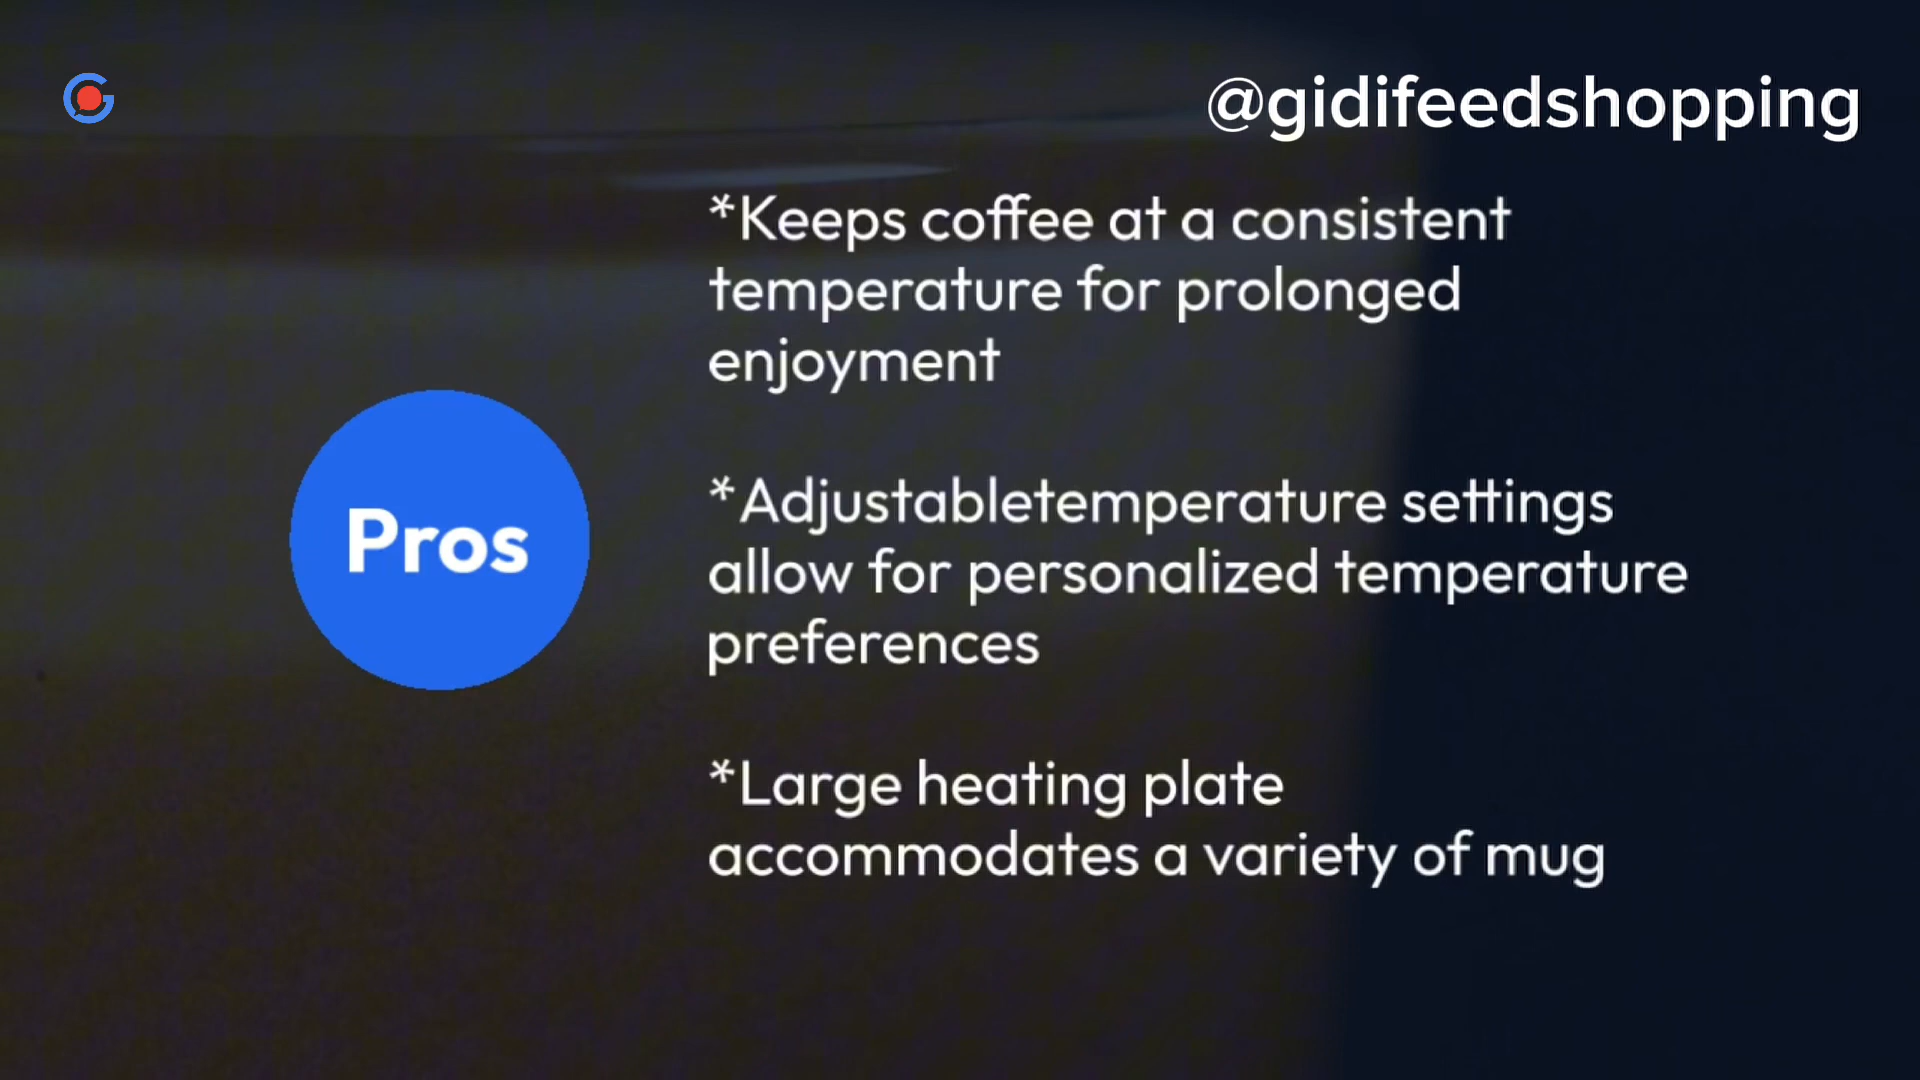 @gidifeedshopping
*Keeps coffee at a consistent
temperature for prolonged
enjoyment
Pros
*Adjustabletemperature settings
allow for personalized temperature
preferences
*Large heating plate
accommodates a variety of mug